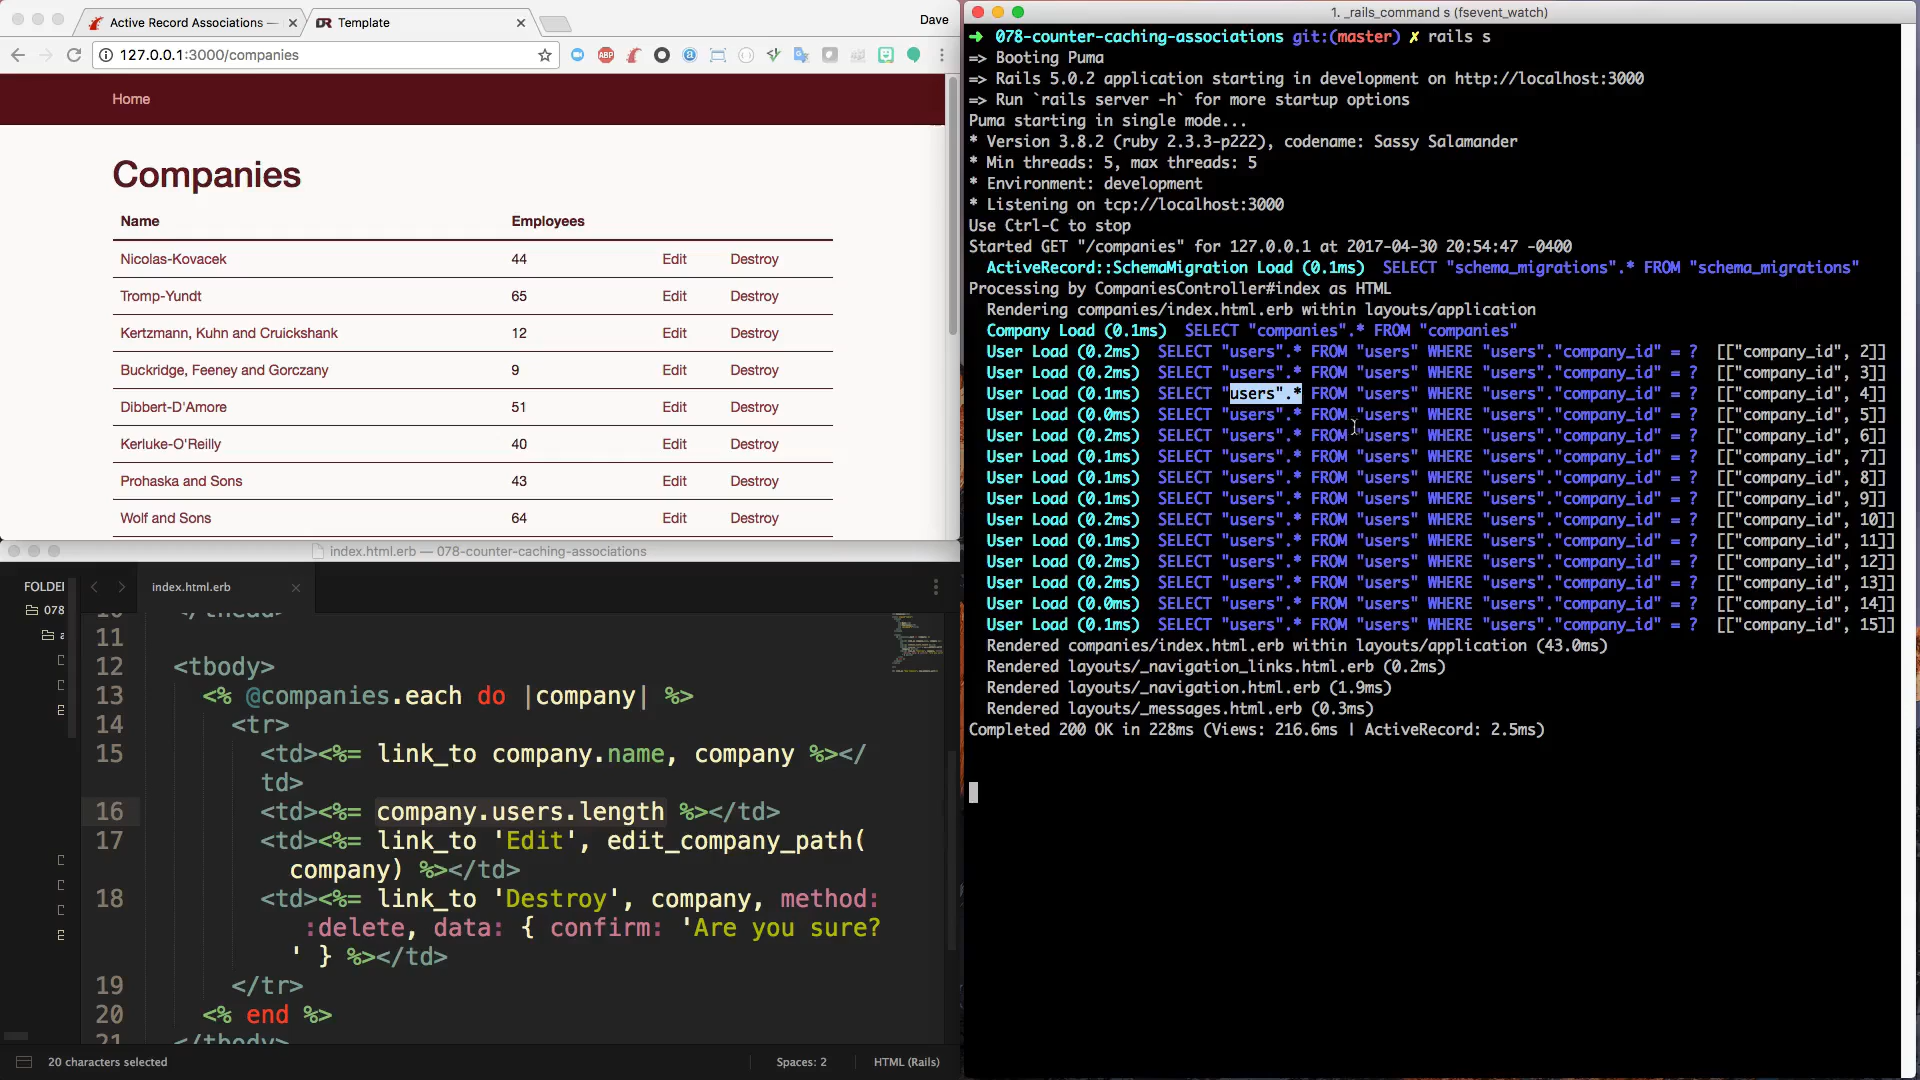 Active Record Associations —
Template
Dave
127.0.0.1:3000/companies
Home
Companies
Name Employees
Nicolas-Kovacek 44 Edit Destroy
Tromp-Yundt 65 Edit Destroy
Kertzmann, Kuhn and Cruickshank 12 Edit Destroy
Buckridge, Feeney and Gorczany 9 Edit Destroy
Dibbert-D'Amore 51 Edit Destroy
Kerluke-O'Reilly 40 Edit Destroy
Prohaska and Sons 43 Edit Destroy
Wolf and Sons 64 Edit Destroy
index.html.erb — 078-counter-caching-associations
FOLDEI
078
a
index.html.erb
11
12 <tbody>
13 <% @companies.each do |company| %>
14 <tr>
15 <td><%= link_to company.name, company %></
td>
16 <td><%= company.users.length %></td>
17 <td><%= link_to 'Edit', edit_company_path(
company) %></td>
18 <td><%= link_to 'Destroy', company, method:
:delete, data: { confirm: 'Are you sure?
' } %></td>
19 </tr>
20 <% end %>
21 </tbody>
20 characters selected
Spaces: 2
HTML (Rails)
1. _rails_command s (fsevent_watch)
➜ 078-counter-caching-associations git:(master) ✗ rails s
=> Booting Puma
=> Rails 5.0.2 application starting in development on http://localhost:3000
=> Run `rails server -h` for more startup options
Puma starting in single mode...
* Version 3.8.2 (ruby 2.3.3-p222), codename: Sassy Salamander
* Min threads: 5, max threads: 5
* Environment: development
* Listening on tcp://localhost:3000
Use Ctrl-C to stop
Started GET "/companies" for 127.0.0.1 at 2017-04-30 20:54:47 -0400
ActiveRecord::SchemaMigration Load (0.1ms) SELECT "schema_migrations".* FROM "schema_migrations"
Processing by CompaniesController#index as HTML
Rendering companies/index.html.erb within layouts/application
Company Load (0.1ms) SELECT "companies".* FROM "companies"
User Load (0.2ms) SELECT "users".* FROM "users" WHERE "users"."company_id" = ? [["company_id", 2]]
User Load (0.2ms) SELECT "users".* FROM "users" WHERE "users"."company_id" = ? [["company_id", 3]]
User Load (0.1ms) SELECT "users".* FROM "users" WHERE "users"."company_id" = ? [["company_id", 4]]
User Load (0.0ms) SELECT "users".* FROM "users" WHERE "users"."company_id" = ? [["company_id", 5]]
User Load (0.2ms) SELECT "users".* FROM "users" WHERE "users"."company_id" = ? [["company_id", 6]]
User Load (0.1ms) SELECT "users".* FROM "users" WHERE "users"."company_id" = ? [["company_id", 7]]
User Load (0.1ms) SELECT "users".* FROM "users" WHERE "users"."company_id" = ? [["company_id", 8]]
User Load (0.1ms) SELECT "users".* FROM "users" WHERE "users"."company_id" = ? [["company_id", 9]]
User Load (0.2ms) SELECT "users".* FROM "users" WHERE "users"."company_id" = ? [["company_id", 10]]
User Load (0.1ms) SELECT "users".* FROM "users" WHERE "users"."company_id" = ? [["company_id", 11]]
User Load (0.2ms) SELECT "users".* FROM "users" WHERE "users"."company_id" = ? [["company_id", 12]]
User Load (0.2ms) SELECT "users".* FROM "users" WHERE "users"."company_id" = ? [["company_id", 13]]
User Load (0.0ms) SELECT "users".* FROM "users" WHERE "users"."company_id" = ? [["company_id", 14]]
User Load (0.1ms) SELECT "users".* FROM "users" WHERE "users"."company_id" = ? [["company_id", 15]]
Rendered companies/index.html.erb within layouts/application (43.0ms)
Rendered layouts/_navigation_links.html.erb (0.2ms)
Rendered layouts/_navigation.html.erb (1.9ms)
Rendered layouts/_messages.html.erb (0.3ms)
Completed 200 OK in 228ms (Views: 216.6ms | ActiveRecord: 2.5ms)